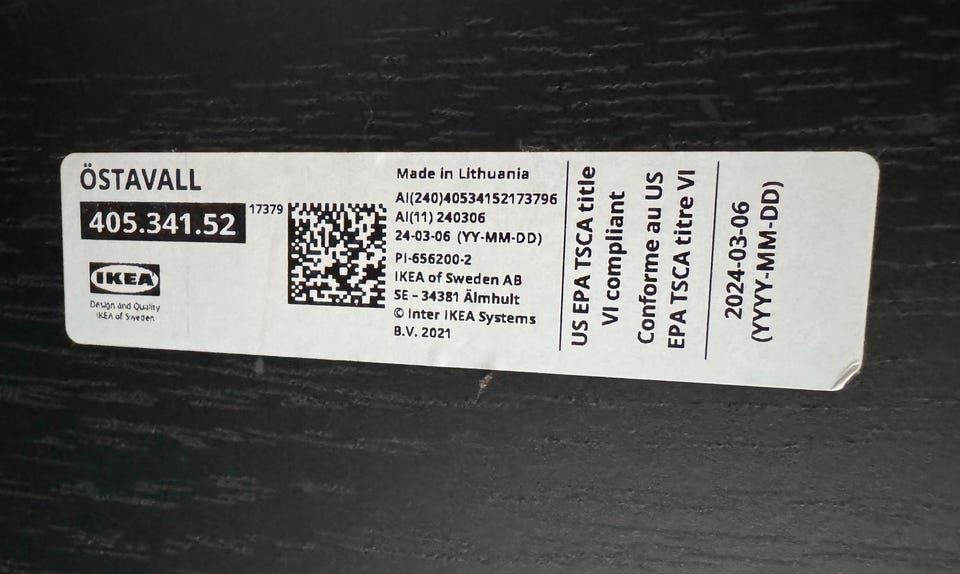 ÖSTAVALL
405.341.52
17379
IKEA
Design and Quality
IKEA of Sweden
Made in Lithuania
AI(240)40534152173796
AI(11) 240306
24-03-06 (YY-MM-DD)
PI-656200-2
IKEA of Sweden AB
SE – 34381 Älmhult
© Inter IKEA Systems
B.V. 2021
US EPA TSCA title
VI compliant
Conforme au US
EPA TSCA titre VI
2024-03-06
(YYYY-MM-DD)